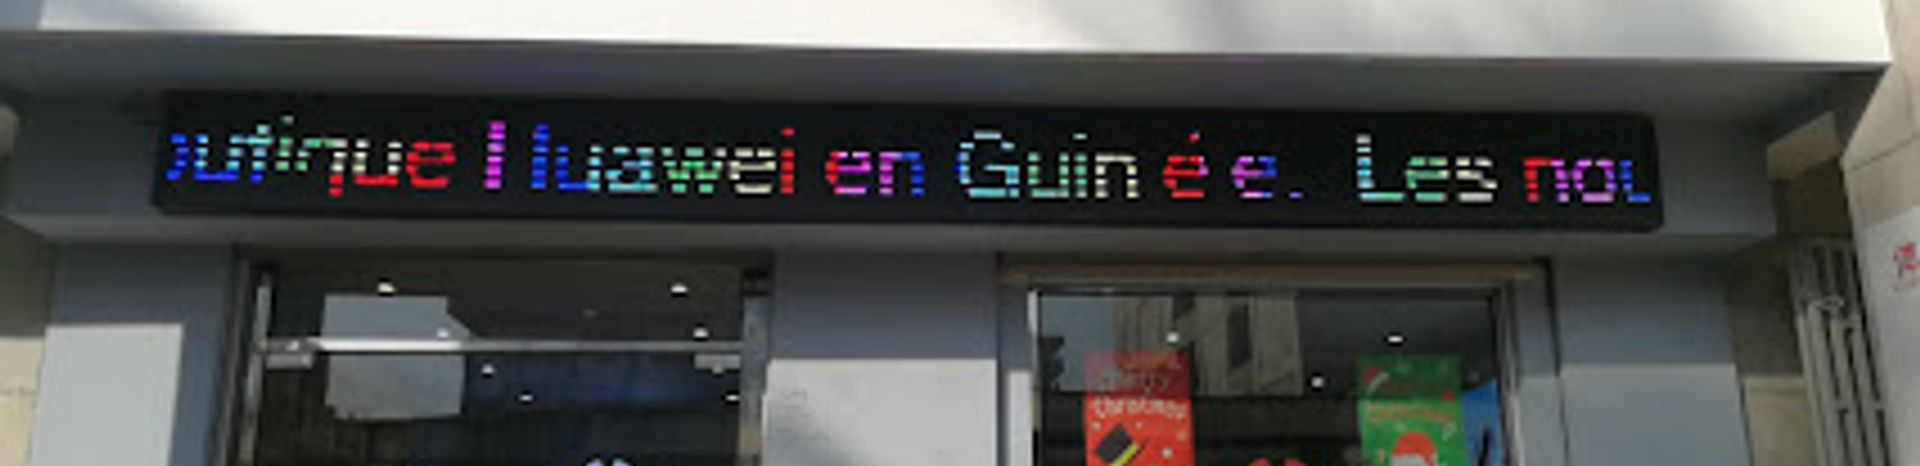 outique Huawei en Guinée. Les nou
Merry
Christmas